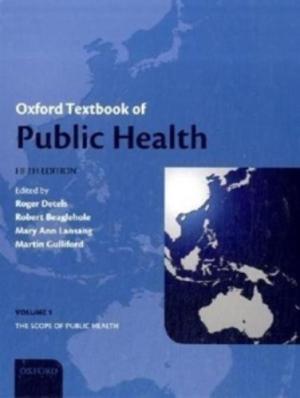 Oxford Textbook of
Public Health
FIFTH EDITION
Edited by
Roger Detels
Robert Beaglehole
Mary Ann Lansang
Martin Gulliford
VOLUME 1
THE SCOPE OF PUBLIC HEALTH
OXFORD